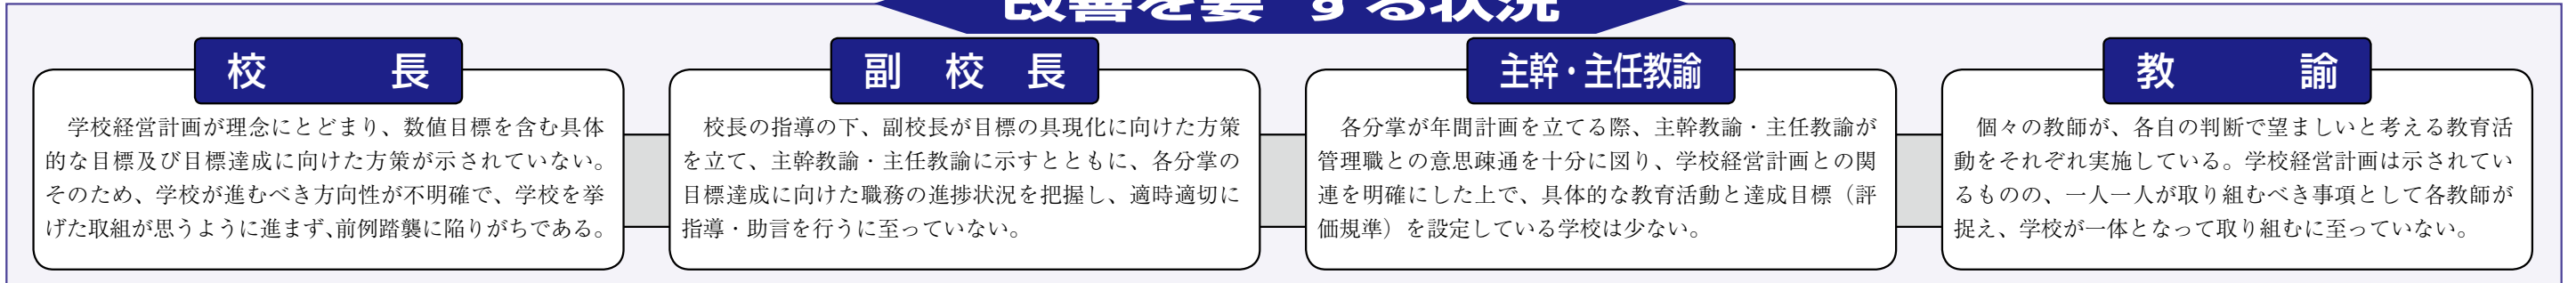 改善を要する状況
校長
学校経営計画が理念にとどまり、数値目標を含む具体
的な目標及び目標達成に向けた方策が示されていない。
そのため、学校が進むべき方向性が不明確で、学校を挙
げた取組が思うように進まず、前例踏襲に陥りがちである。
副校長
校長の指導の下、副校長が目標の具現化に向けた方策
を立て、主幹教諭・主任教諭に示すとともに、各分掌の
目標達成に向けた職務の進捗状況を把握し、適時適切に
指導・助言を行うに至っていない。
主幹・主任教諭
各分掌が年間計画を立てる際、主幹教諭・主任教諭が
管理職との意思疎通を十分に図り、学校経営計画との関
連を明確にした上で、具体的な教育活動と達成目標（評
価規準）を設定している学校は少ない。
教諭
個々の教師が、各自の判断で望ましいと考える教育活
動をそれぞれ実施している。学校経営計画は示されてい
るものの、一人一人が取り組むべき事項として各教師が
捉え、学校が一体となって取り組むに至っていない。